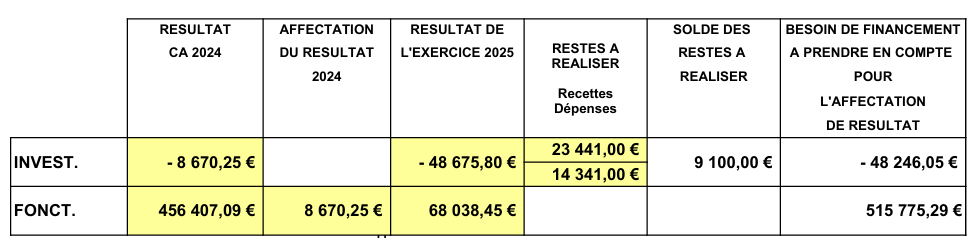 RESULTAT
CA 2024
AFFECTATION
DU RESULTAT
2024
RESULTAT DE
L'EXERCICE 2025
RESTES A
REALISER
Recettes
Dépenses
SOLDE DES
RESTES A
REALISER
BESOIN DE FINANCEMENT
A PRENDRE EN COMPTE
POUR
L'AFFECTATION
DE RESULTAT
INVEST.
- 8 670,25 €
- 48 675,80 €
23 441,00 €
14 341,00 €
9 100,00 €
- 48 246,05 €
FONCT.
456 407,09 €
8 670,25 €
68 038,45 €
515 775,29 €